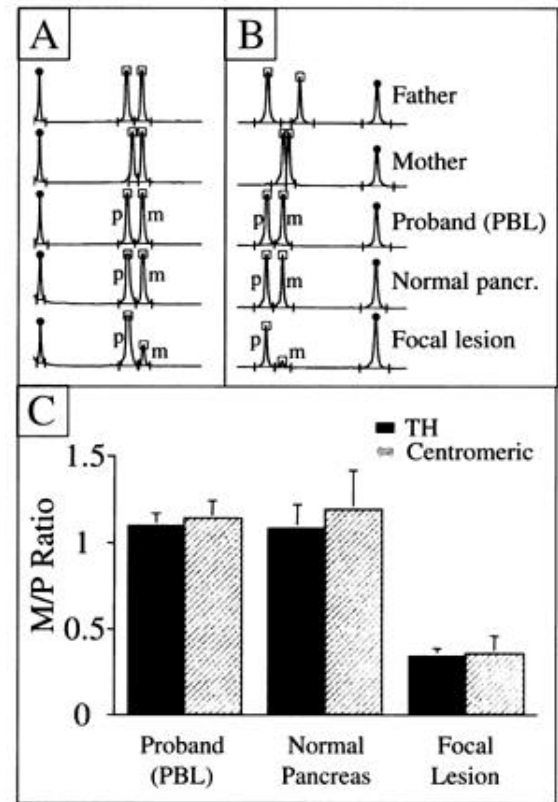 A
B
Father
Mother
p m
p m
Proband (PBL)
p m
p m
Normal pancr.
p m
p m
Focal lesion
C
TH
Centromeric
M/P Ratio
1.5
1
0.5
0
Proband
(PBL)
Normal
Pancreas
Focal
Lesion